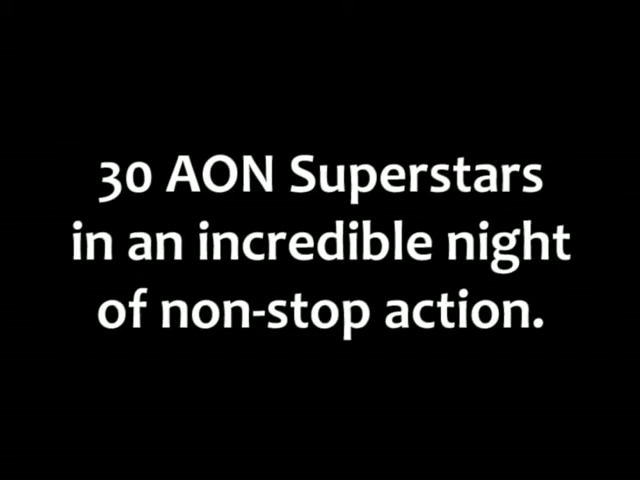 30 AON Superstars
in an incredible night
of non-stop action.